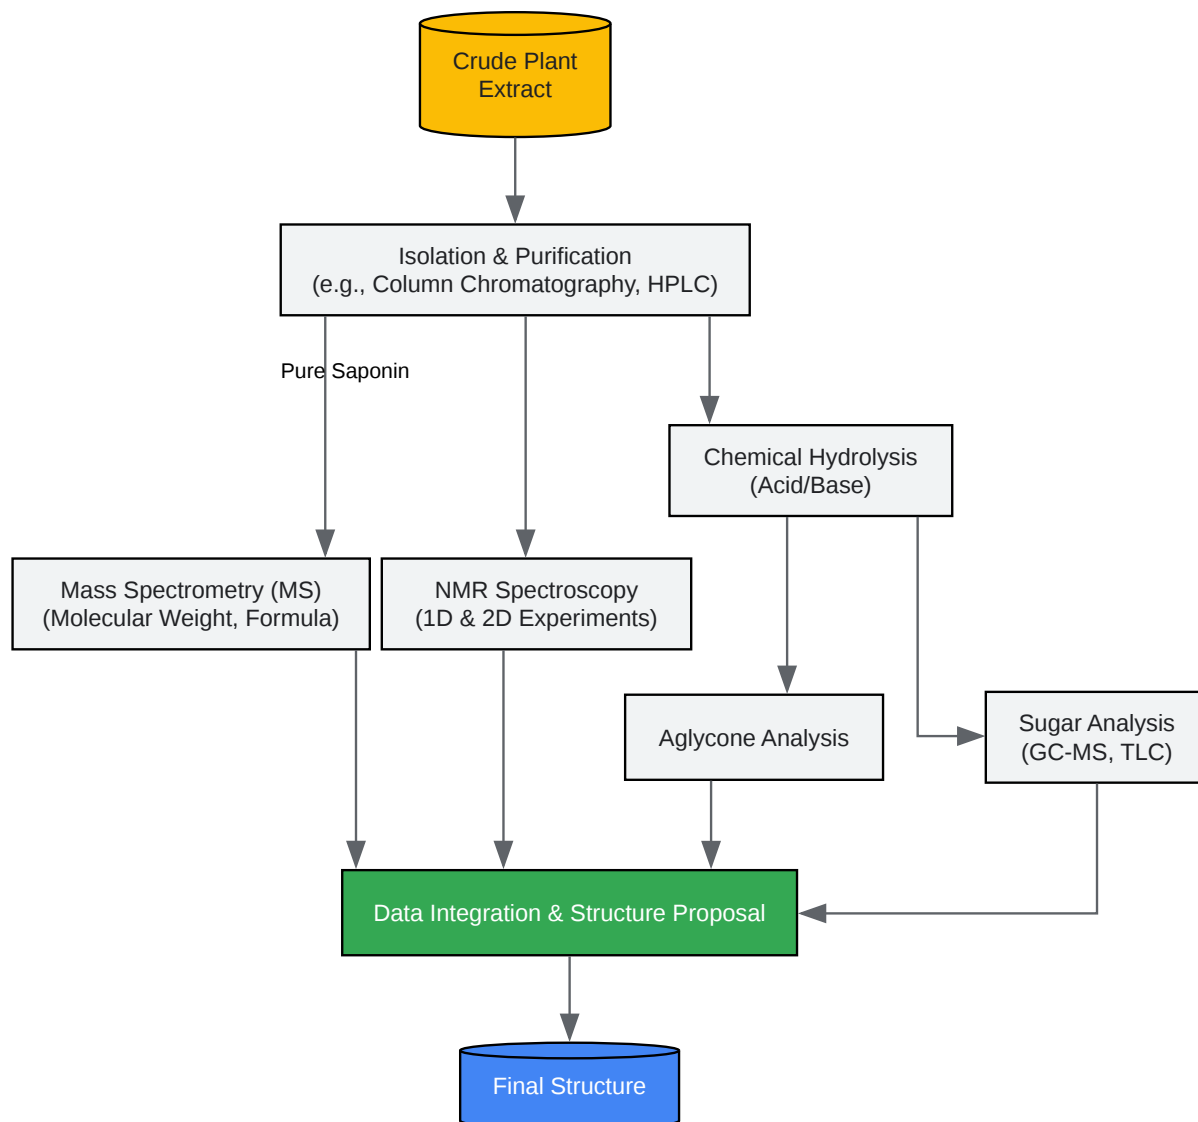 Crude Plant
Extract
Isolation & Purification
(e.g., Column Chromatography, HPLC)
Pure Saponin
Chemical Hydrolysis
(Acid/Base)
Mass Spectrometry (MS)
(Molecular Weight, Formula)
NMR Spectroscopy
(1D & 2D Experiments)
Aglycone Analysis
Sugar Analysis
(GC-MS, TLC)
Data Integration & Structure Proposal
Final Structure